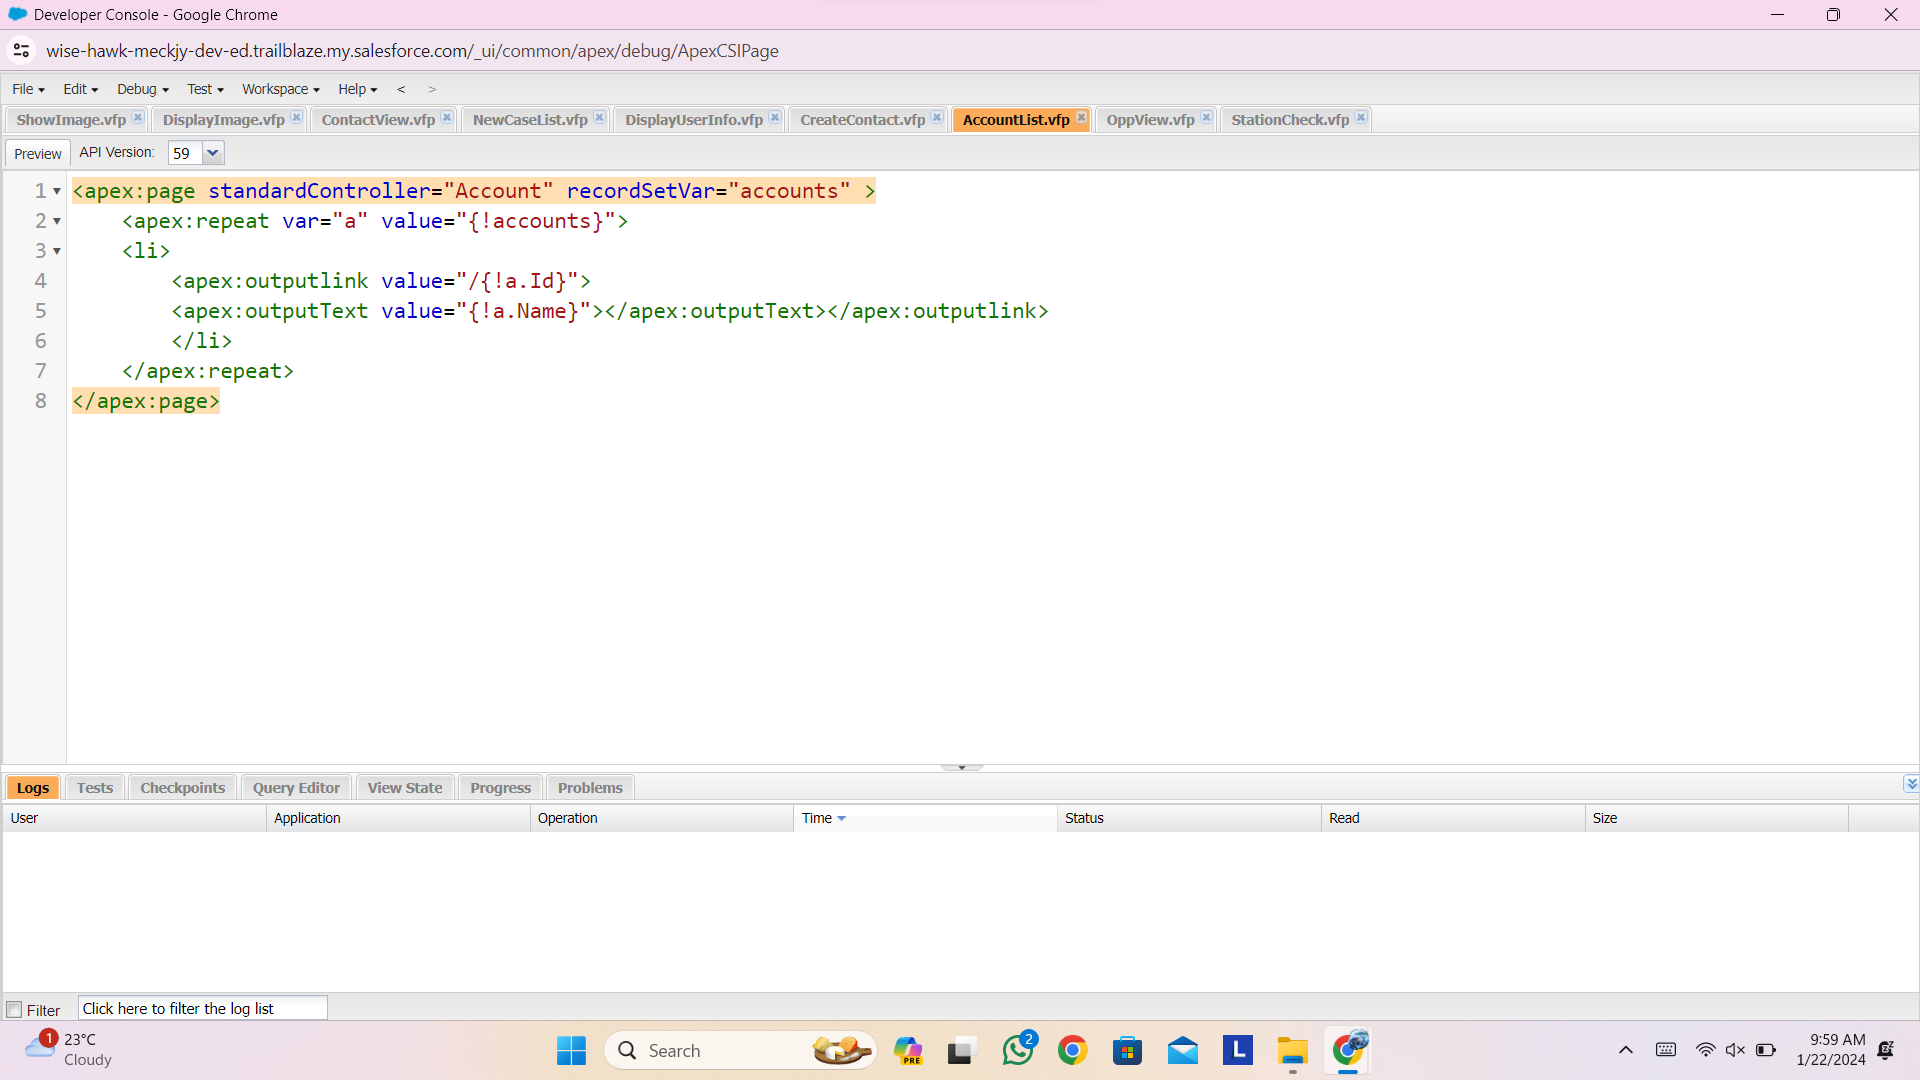 Developer Console - Google Chrome
wise-hawk-meckjy-dev-ed.trailblaze.my.salesforce.com/_ui/common/apex/debug/ApexCSIPage
File Edit Debug Test Workspace Help < >
ShowImage.vfp DisplayImage.vfp ContactView.vfp NewCaseList.vfp DisplayUserInfo.vfp CreateContact.vfp AccountList.vfp OppView.vfp StationCheck.vfp
Preview API Version: 59
1 <apex:page standardController="Account" recordSetVar="accounts" >
2 <apex:repeat var="a" value="{!accounts}">
3 <li>
4 <apex:outputlink value="/{!a.Id}">
5 <apex:outputText value="{!a.Name}"></apex:outputText></apex:outputlink>
6 </li>
7 </apex:repeat>
8 </apex:page>
Logs Tests Checkpoints Query Editor View State Progress Problems
User Application Operation Time Status Read Size
Filter Click here to filter the log list
1 23°C
Cloudy
Search
PRE
2
L
9:59 AM
1/22/2024